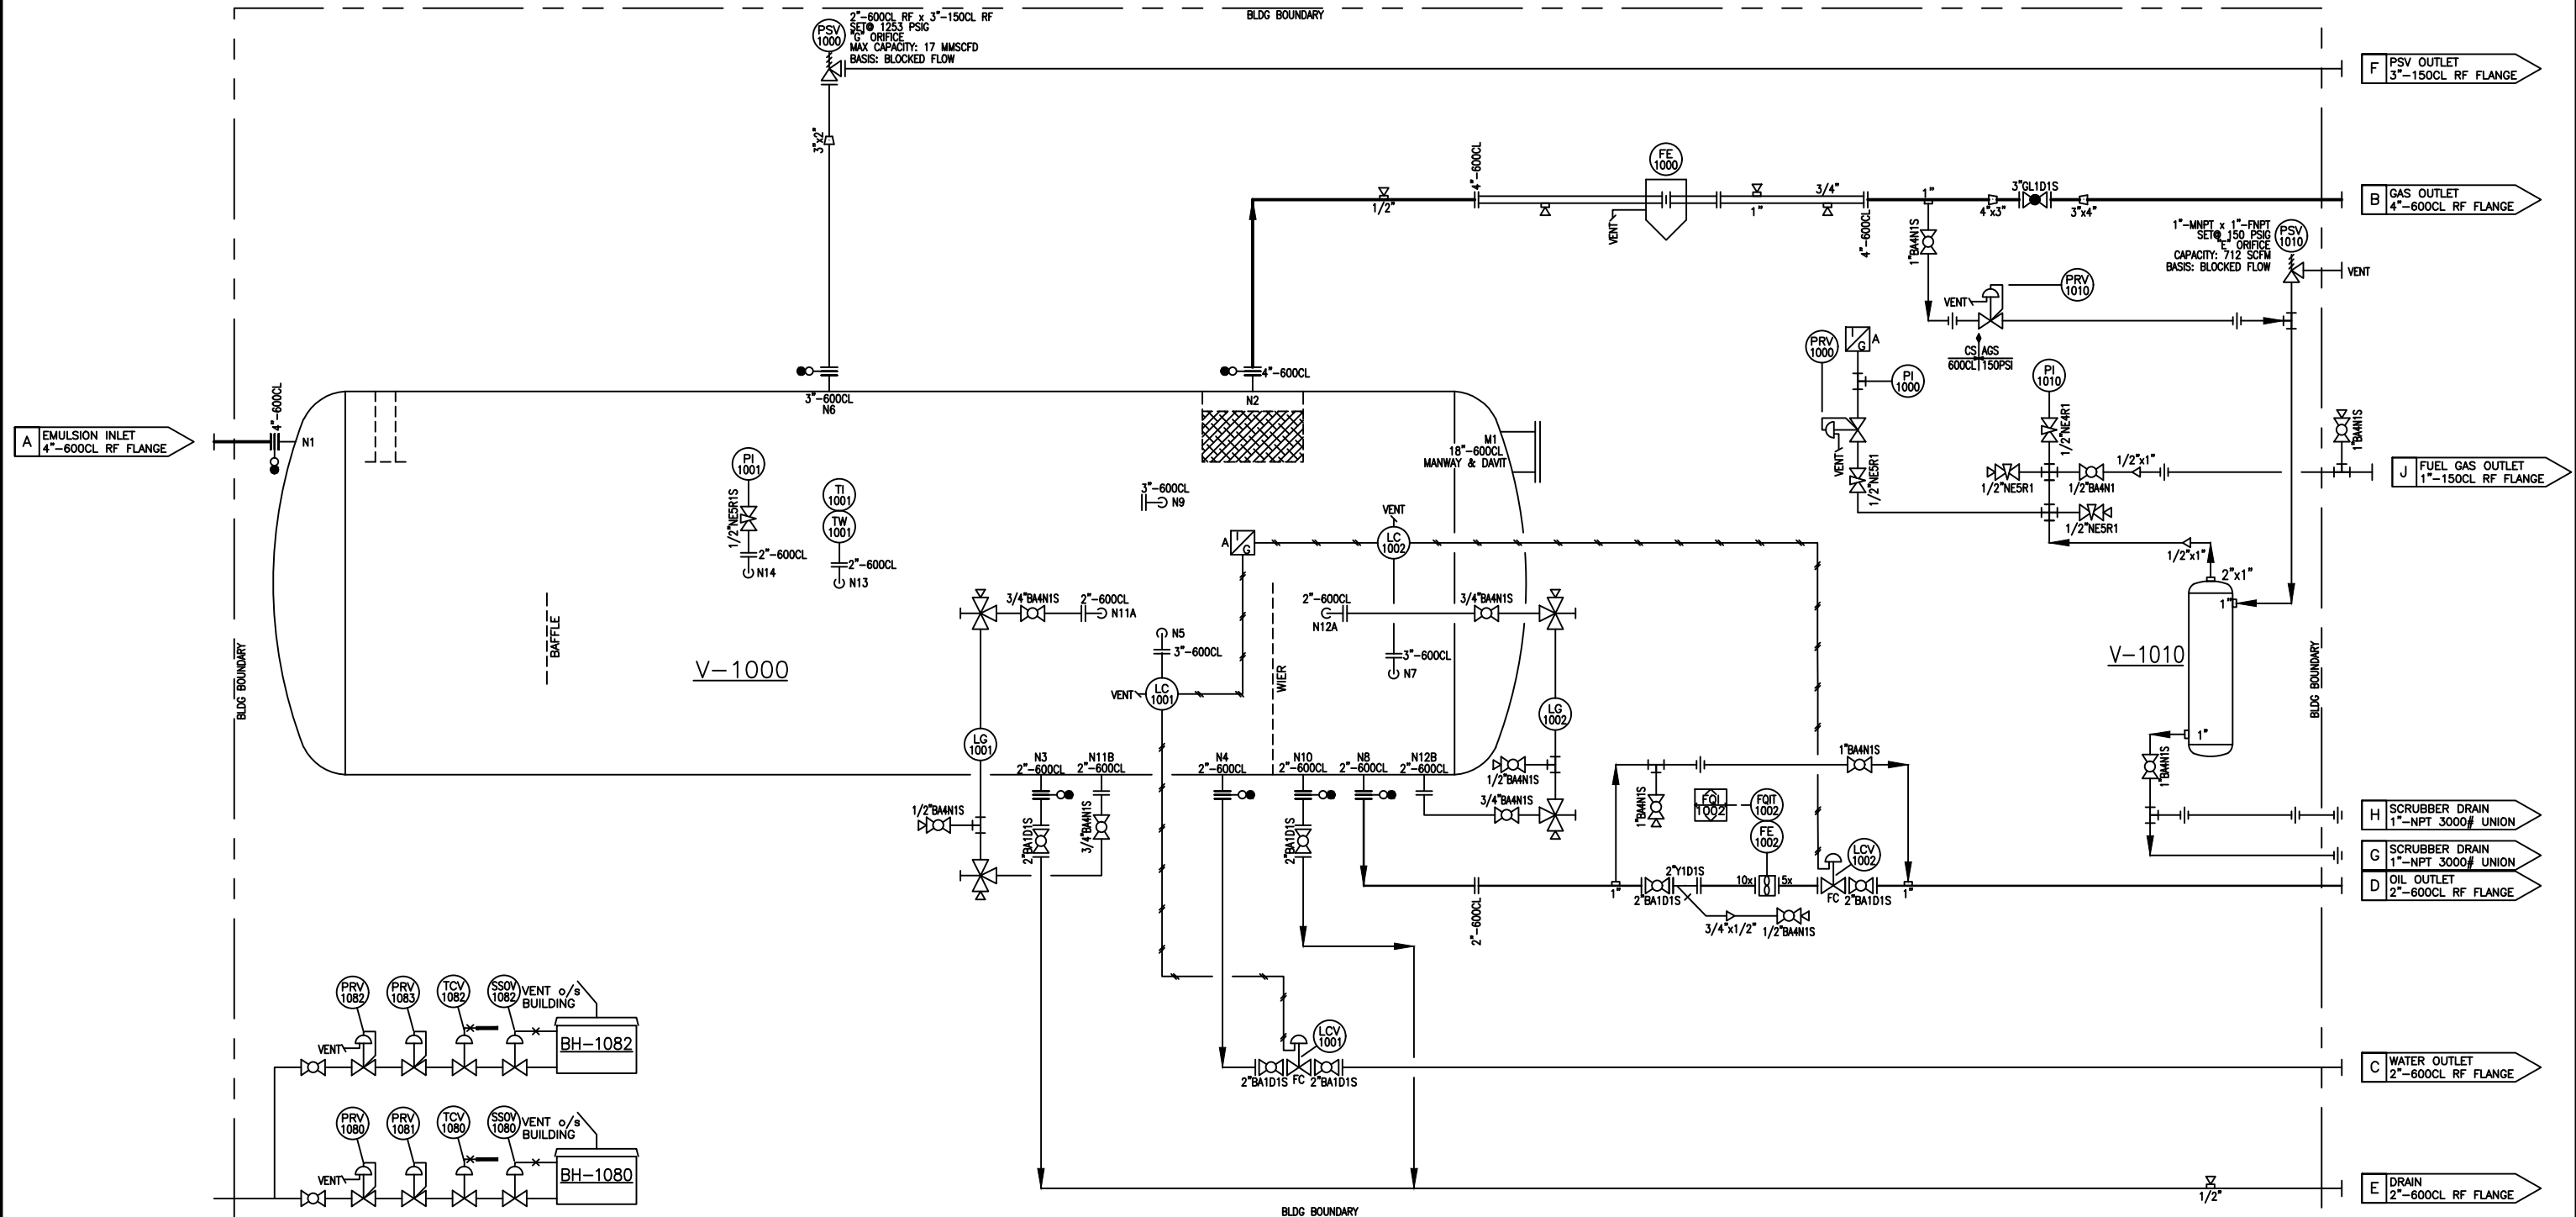 BLDG BOUNDARY
PSV
1000
2"-600CL RF x 3"-150CL RF
SET@ 1253 PSIG
"G" ORIFICE
MAX CAPACITY: 17 MMSCFD
BASIS: BLOCKED FLOW
F
PSV OUTLET
3"-150CL RF FLANGE
3"x2"
4"-600CL
FE
1000
VENT
1/2"
1"
3/4"
4"-600CL
1"
1"BA4N1S
4"x3"
3"GL1D1S
3"x4"
B
GAS OUTLET
4"-600CL RF FLANGE
1"-MNPT x 1"-FNPT
SET@ 150 PSIG
"E" ORIFICE
CAPACITY: 712 SCFM
BASIS: BLOCKED FLOW
PSV
1010
VENT
VENT
PRV
1010
CS AGS
600CL 150PSI
PRV
1000
I
G
A
PI
1000
VENT
1/2"NE5R1
PI
1010
1/2"NE4R1
1/2"NE5R1
1/2"BA4N1
1/2"x1"
1/2"NE5R1
1"BA4N1S
J
FUEL GAS OUTLET
1"-150CL RF FLANGE
1/2"x1"
2"x1"
1"
V-1010
1"
1"BA4N1S
BLDG BOUNDARY
A
EMULSION INLET
4"-600CL RF FLANGE
4"-600CL
N1
3"-600CL
N6
4"-600CL
N2
M1
18"-600CL
MANWAY & DAVIT
PI
1001
1/2"NE5R1S
2"-600CL
N14
TI
1001
TW
1001
2"-600CL
N13
3"-600CL
N9
A
I
G
VENT
LC
1002
3"-600CL
N7
BLDG BOUNDARY
BAFFLE
V-1000
3/4"BA4N1S
2"-600CL
N11A
N5
3"-600CL
VENT
LC
1001
WIER
2"-600CL
N12A
3/4"BA4N1S
LG
1001
LG
1002
N3
2"-600CL
N11B
2"-600CL
N4
2"-600CL
N10
2"-600CL
N8
2"-600CL
N12B
2"-600CL
1/2"BA4N1S
3/4"BA4N1S
1/2"BA4N1S
2"BA1D1S
3/4"BA4N1S
2"BA1D1S
2"-600CL
1"BA4N1S
1"BA4N1S
FQI
1002
FQIT
1002
FE
1002
LCV
1002
1"
2"BA1D1S
2"Y1D1S
10x
5x
FC
2"BA1D1S
1"
3/4"x1/2"
1/2"BA4N1S
H
SCRUBBER DRAIN
1"-NPT 3000# UNION
G
SCRUBBER DRAIN
1"-NPT 3000# UNION
D
OIL OUTLET
2"-600CL RF FLANGE
PRV
1082
PRV
1083
TCV
1082
SSOV
1082
VENT o/s
BUILDING
VENT
BH-1082
LCV
1001
2"BA1D1S
FC
2"BA1D1S
C
WATER OUTLET
2"-600CL RF FLANGE
PRV
1080
PRV
1081
TCV
1080
SSOV
1080
VENT o/s
BUILDING
VENT
BH-1080
1/2"
E
DRAIN
2"-600CL RF FLANGE
BLDG BOUNDARY